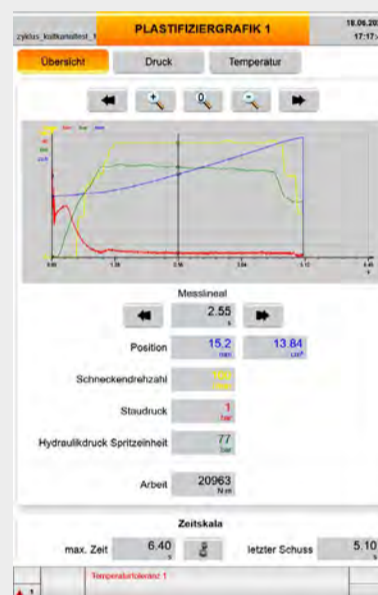 PLASTIFIZIERGRAFIK 1
18.06.20
zyklus_kaltkanaltest_1
17:17:
Übersicht
Druck
Temperatur
Messlineal
2.55
s
Position
15.2
mm
13.84
cm³
Schneckendrehzahl
Staudruck
1
bar
Hydraulikdruck Spritzeinheit
77
bar
Arbeit
20963
N m
Zeitskala
max. Zeit
6.40
s
letzter Schuss
5.10
s
Temperaturtoleranz 1
1